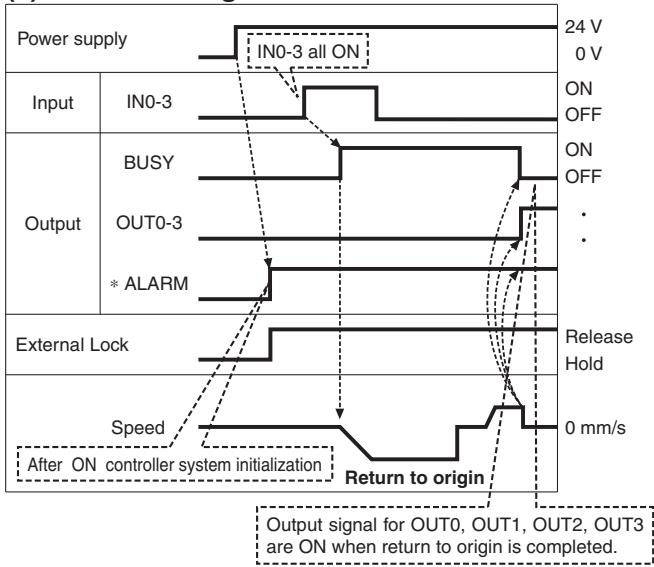 Power supply
24 V
0 V
IN0-3 all ON
Input
IN0-3
ON
OFF
Output
BUSY
ON
OFF
OUT0-3
∗ ALARM
External Lock
Release
Hold
Speed
0 mm/s
After ON controller system initialization
Return to origin
Output signal for OUT0, OUT1, OUT2, OUT3
are ON when return to origin is completed.